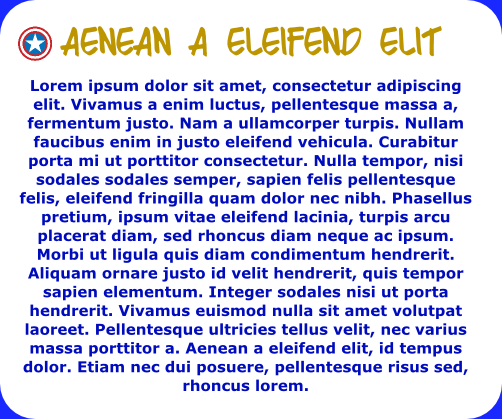 AENEAN A ELEIFEND ELIT
Lorem ipsum dolor sit amet, consectetur adipiscing
elit. Vivamus a enim luctus, pellentesque massa a,
fermentum justo. Nam a ullamcorper turpis. Nullam
faucibus enim in justo eleifend vehicula. Curabitur
porta mi ut porttitor consectetur. Nulla tempor, nisi
sodales sodales semper, sapien felis pellentesque
felis, eleifend fringilla quam dolor nec nibh. Phasellus
pretium, ipsum vitae eleifend lacinia, turpis arcu
placerat diam, sed rhoncus diam neque ac ipsum.
Morbi ut ligula quis diam condimentum hendrerit.
Aliquam ornare justo id velit hendrerit, quis tempor
sapien elementum. Integer sodales nisi ut porta
hendrerit. Vivamus euismod nulla sit amet volutpat
laoreet. Pellentesque ultricies tellus velit, nec varius
massa porttitor a. Aenean a eleifend elit, id tempus
dolor. Etiam nec dui posuere, pellentesque risus sed,
rhoncus lorem.